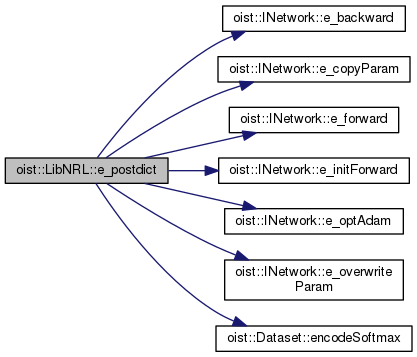 oist::INetwork::e_backward
oist::INetwork::e_copyParam
oist::INetwork::e_forward
oist::LibNRL::e_postdict
oist::INetwork::e_initForward
oist::INetwork::e_optAdam
oist::INetwork::e_overwrite
Param
oist::Dataset::encodeSoftmax